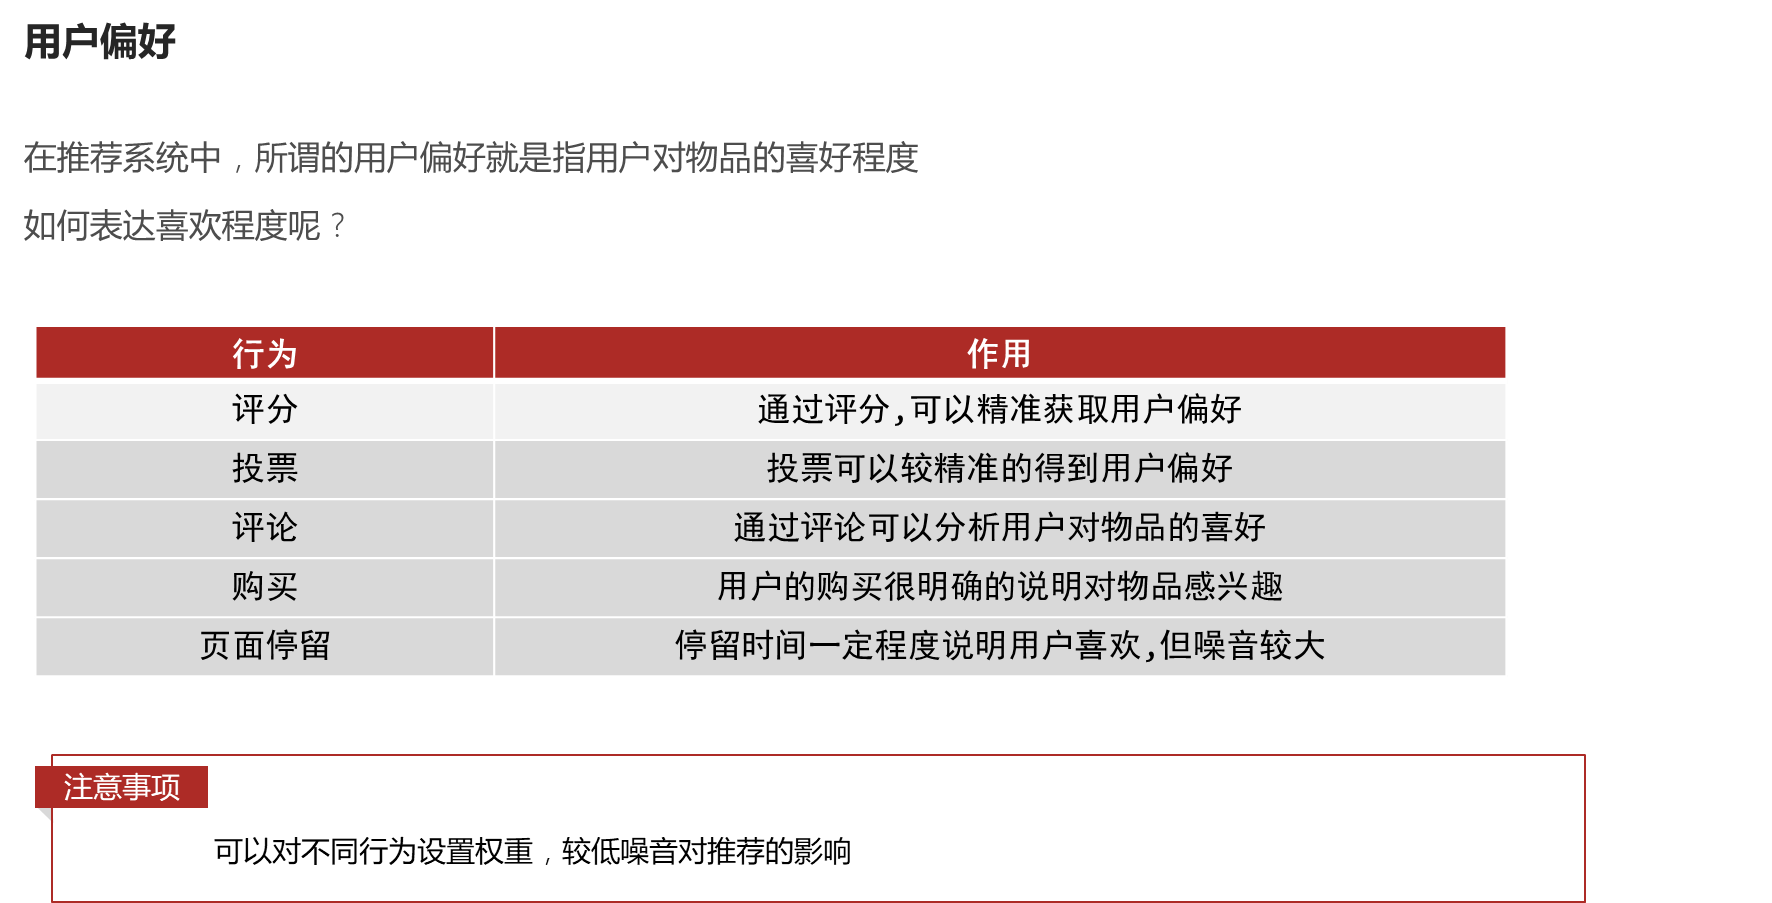 用户偏好
在推荐系统中，所谓的用户偏好就是指用户对物品的喜好程度
如何表达喜欢程度呢？
行为 作用
评分 通过评分,可以精准获取用户偏好
投票 投票可以较精准的得到用户偏好
评论 通过评论可以分析用户对物品的喜好
购买 用户的购买很明确的说明对物品感兴趣
页面停留 停留时间一定程度说明用户喜欢,但噪音较大
注意事项
可以对不同行为设置权重，较低噪音对推荐的影响